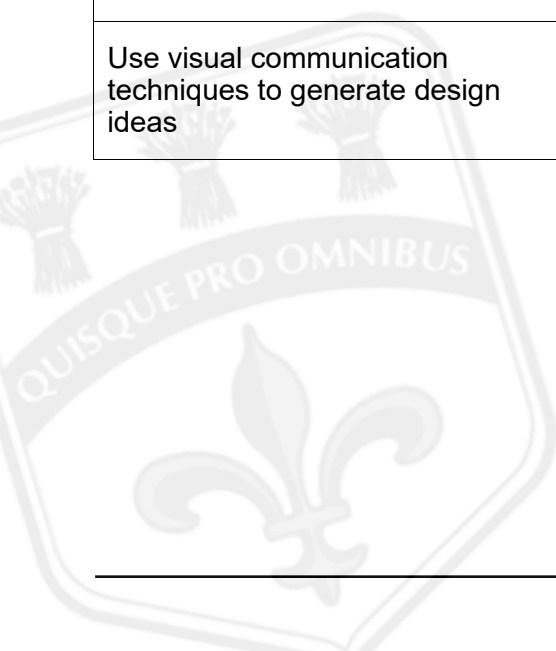 Use visual communication
techniques to generate design
ideas
QUISQUE PRO OMNIBUS